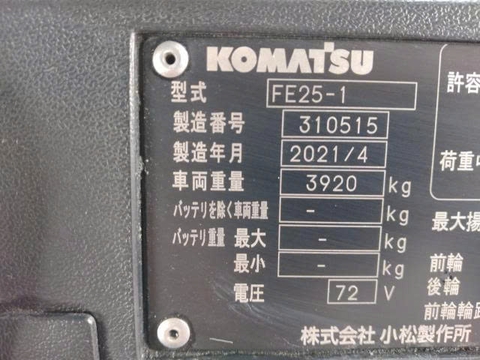 KOMATSU
型式 FE25-1
製造番号 310515
製造年月 2021/4
車両重量 3920 kg
バッテリを除く車両重量 - kg
バッテリ重量 最大 - kg
最小 - kg
電圧 72 V
株式会社 小松製作所
許容
荷重中
最大揚
前輪
後輪
前輪輪距